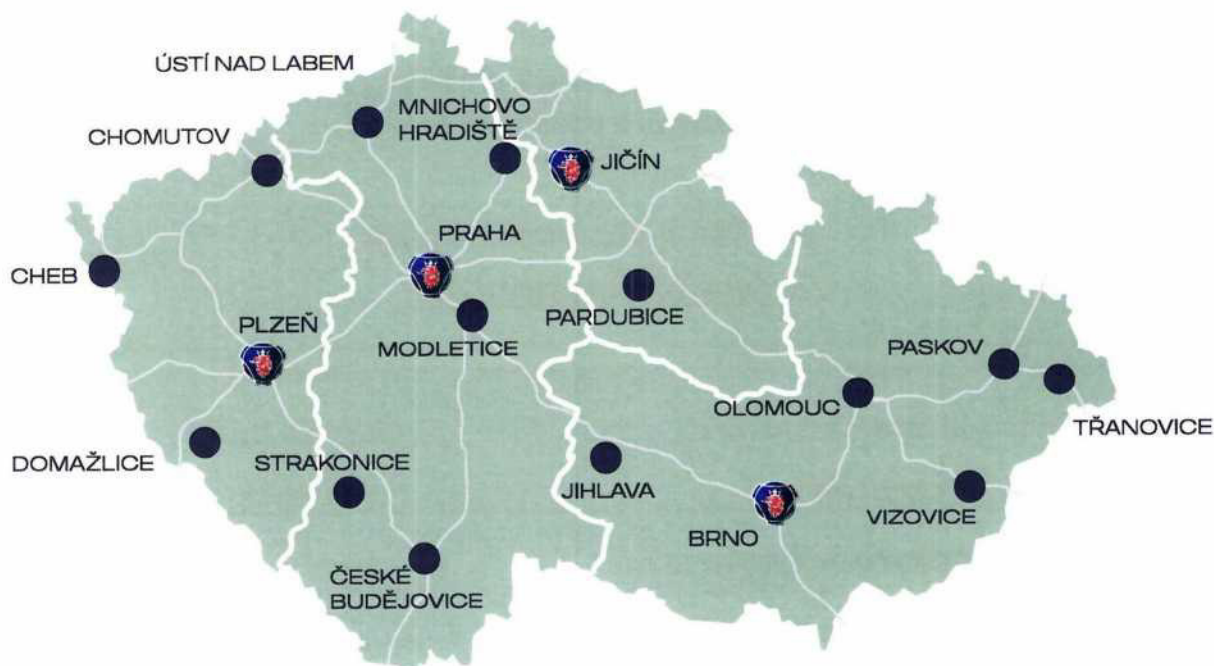 ÚSTÍ NAD LABEM
MNICHOVO
HRADIŠTĚ
CHOMUTOV
JIČÍN
PRAHA
CHEB
PLZEŇ
PARDUBICE
MODLETICE
PASKOV
OLOMOUC
TŘANOVICE
DOMAŽLICE
STRAKONICE
JIHLAVA
VIZOVICE
BRNO
ČESKÉ
BUDĚJOVICE